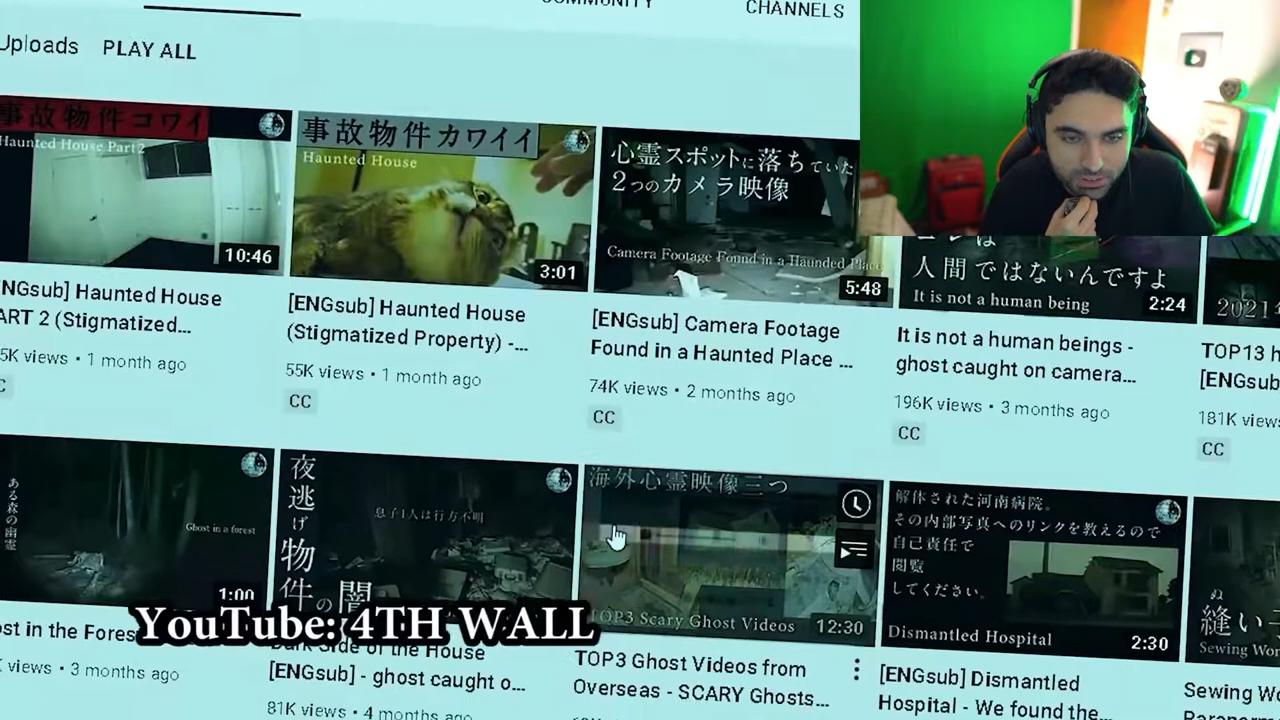 COMMUNITY
CHANNELS
Uploads
PLAY ALL
事故物件コワイ
Haunted House Part2
10:46
[ENGsub] Haunted House
PART 2 (Stigmatized...
5K views • 1 month ago
事故物件カワイイ
Haunted House
3:01
[ENGsub] Haunted House
(Stigmatized Property) -...
55K views • 1 month ago
CC
心霊スポットに落ちていた
2つのカメラ映像
Camera Footage Found in a Haunded Place
5:48
[ENGsub] Camera Footage
Found in a Haunted Place ...
74K views • 2 months ago
CC
コレは
人間ではないんですよ
It is not a human being
2:24
It is not a human beings -
ghost caught on camera...
196K views • 3 months ago
CC
2021
TOP13 h
[ENGsub
181K views
CC
ある森の幽霊
Ghost in a forest
1:00
ost in the Fores
views • 3 months ago
夜逃げ物件の闇
息子1人は行方不明
Dark Side of the House
[ENGsub] - ghost caught o...
81K views • 4 months ago
海外心霊映像三つ
TOP3 Scary Ghost Videos
12:30
TOP3 Ghost Videos from
Overseas - SCARY Ghosts...
解体された河南病院。
その内部写真へのリンクを教えるので
自己責任で
閲覧
してください。
Dismantled Hospital
2:30
[ENGsub] Dismantled
Hospital - We found the...
ぬ
縫い
Sewing Wo
Sewing Wo
YouTube: 4TH WALL